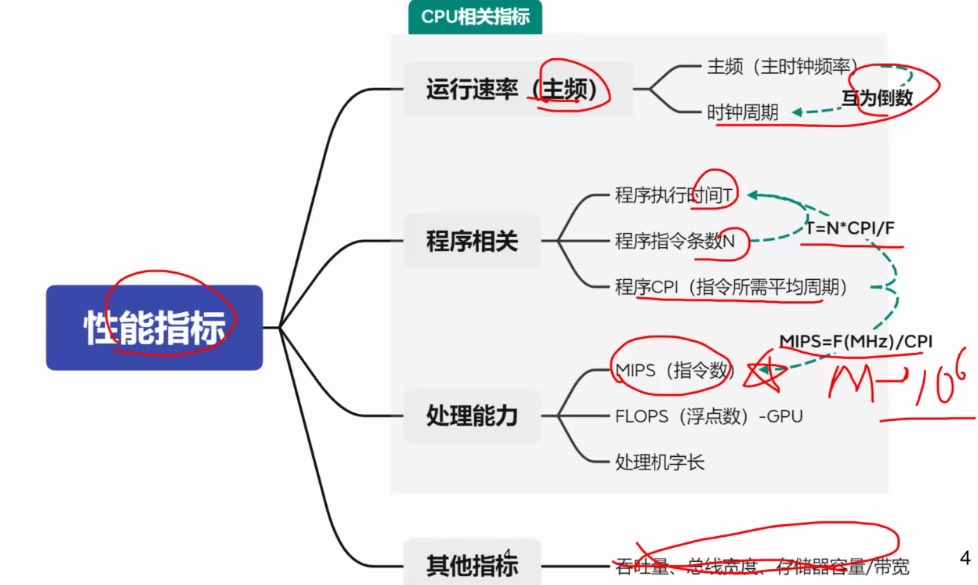 CPU相关指标
运行速率（主频）
主频（主时钟频率）
互为倒数
时钟周期
程序相关
程序执行时间T
T=N*CPI/F
程序指令条数N
程序CPI（指令所需平均周期）
性能指标
MIPS=F(MHz)/CPI
处理能力
MIPS（指令数）
M→10⁶
FLOPS（浮点数）-GPU
处理机字长
其他指标
吞吐量、总线宽度、存储器容量/带宽
4
4